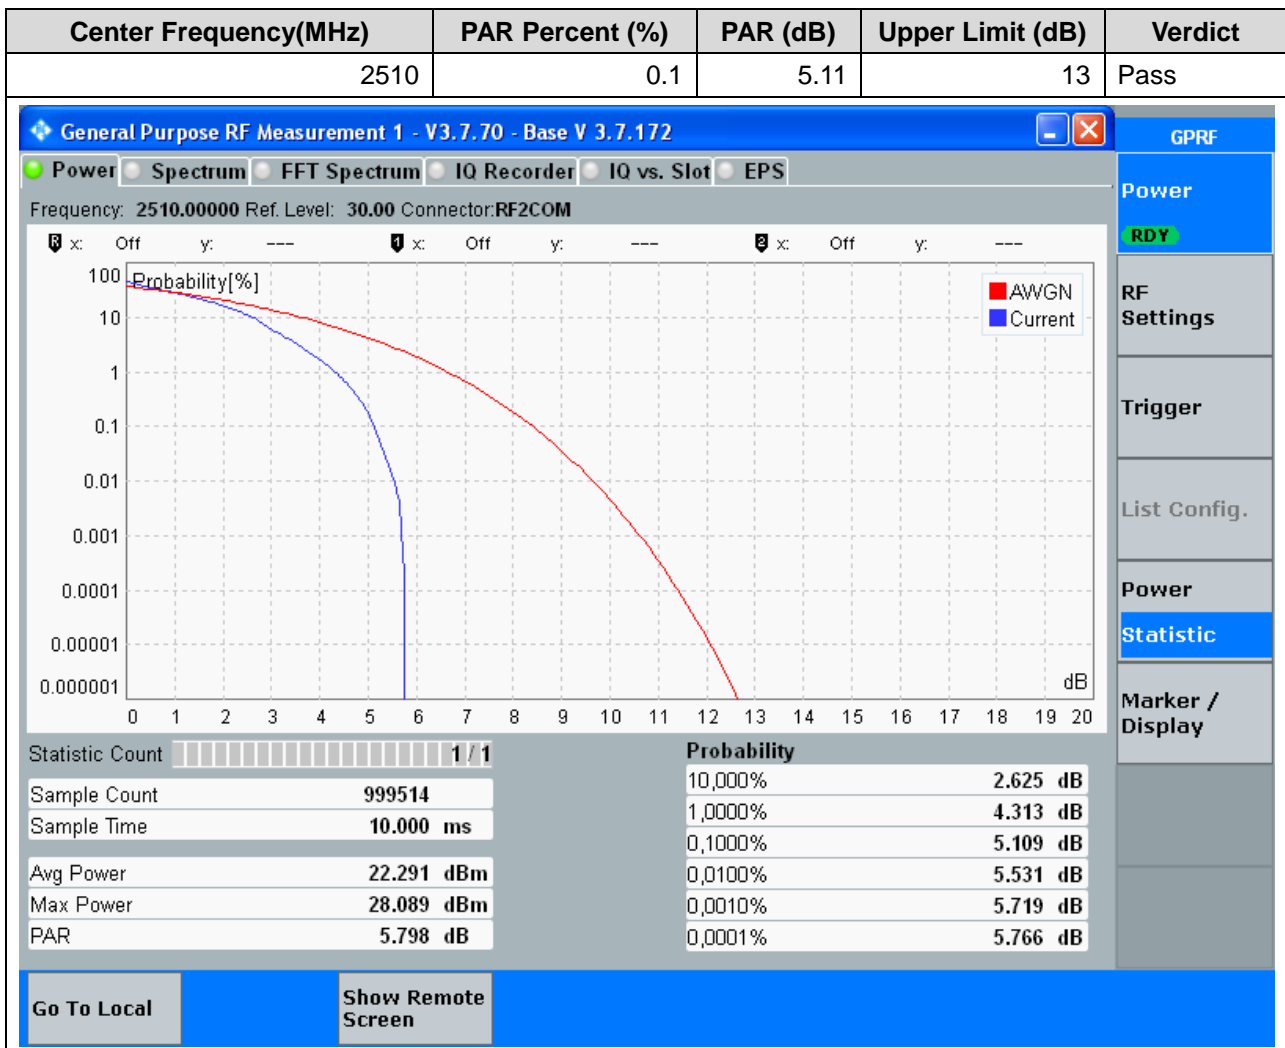 Center Frequency(MHz) PAR Percent (%) PAR (dB) Upper Limit (dB) Verdict
2510 0.1 5.11 13 Pass
General Purpose RF Measurement 1 - V3.7.70 - Base V 3.7.172
GPRF
Power Spectrum FFT Spectrum IQ Recorder IQ vs. Slot EPS
Frequency: 2510.00000 Ref. Level: 30.00 Connector:RF2COM
R x: Off y: --- 1 x: Off y: --- 2 x: Off y: ---
Probability[%]
AWGN
Current
100
10
1
0.1
0.01
0.001
0.0001
0.00001
0.000001
dB
0 1 2 3 4 5 6 7 8 9 10 11 12 13 14 15 16 17 18 19 20
Statistic Count 1 / 1
Sample Count 999514
Sample Time 10.000 ms
Avg Power 22.291 dBm
Max Power 28.089 dBm
PAR 5.798 dB
Probability
10,000% 2.625 dB
1,0000% 4.313 dB
0,1000% 5.109 dB
0,0100% 5.531 dB
0,0010% 5.719 dB
0,0001% 5.766 dB
Power
RDY
RF
Settings
Trigger
List Config.
Power
Statistic
Marker /
Display
Go To Local
Show Remote
Screen